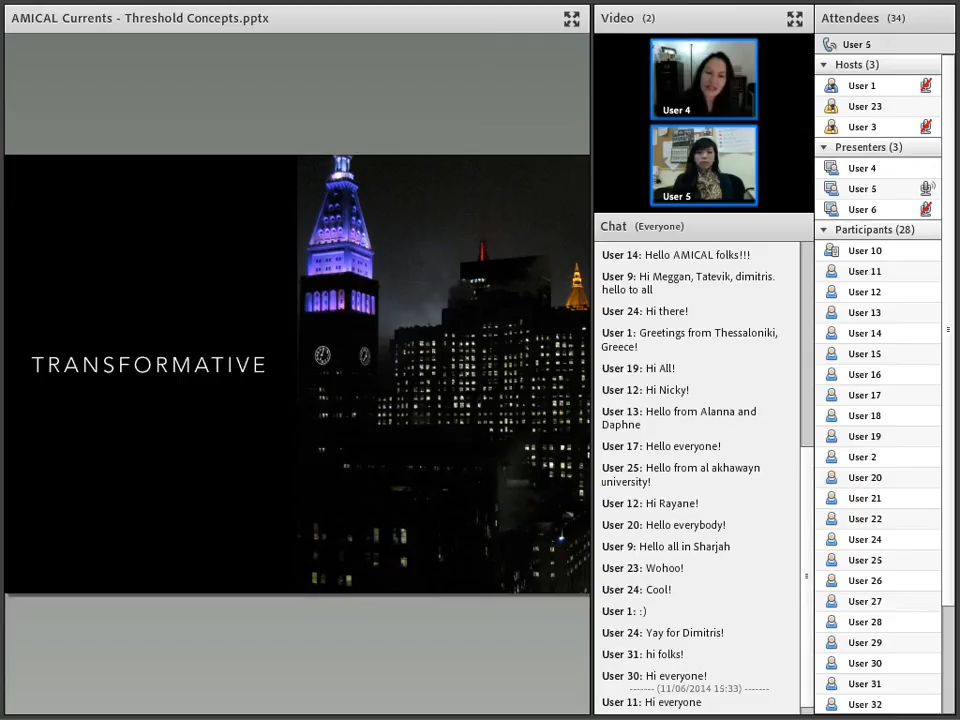 AMICAL Currents - Threshold Concepts.pptx
TRANSFORMATIVE
Video (2)
User 4
User 5
Chat (Everyone)
User 14: Hello AMICAL folks!!!
User 9: Hi Meggan, Tatevik, dimitris.
hello to all
User 24: Hi there!
User 1: Greetings from Thessaloniki,
Greece!
User 19: Hi All!
User 12: Hi Nicky!
User 13: Hello from Alanna and
Daphne
User 17: Hello everyone!
User 25: Hello from al akhawayn
university!
User 12: Hi Rayane!
User 20: Hello everybody!
User 9: Hello all in Sharjah
User 23: Wohoo!
User 24: Cool!
User 1: :)
User 24: Yay for Dimitris!
User 31: hi folks!
User 30: Hi everyone!
------- (11/06/2014 15:33) -------
User 11: Hi everyone
Attendees (34)
User 5
Hosts (3)
User 1
User 23
User 3
Presenters (3)
User 4
User 5
User 6
Participants (28)
User 10
User 11
User 12
User 13
User 14
User 15
User 16
User 17
User 18
User 19
User 2
User 20
User 21
User 22
User 24
User 25
User 26
User 27
User 28
User 29
User 30
User 31
User 32